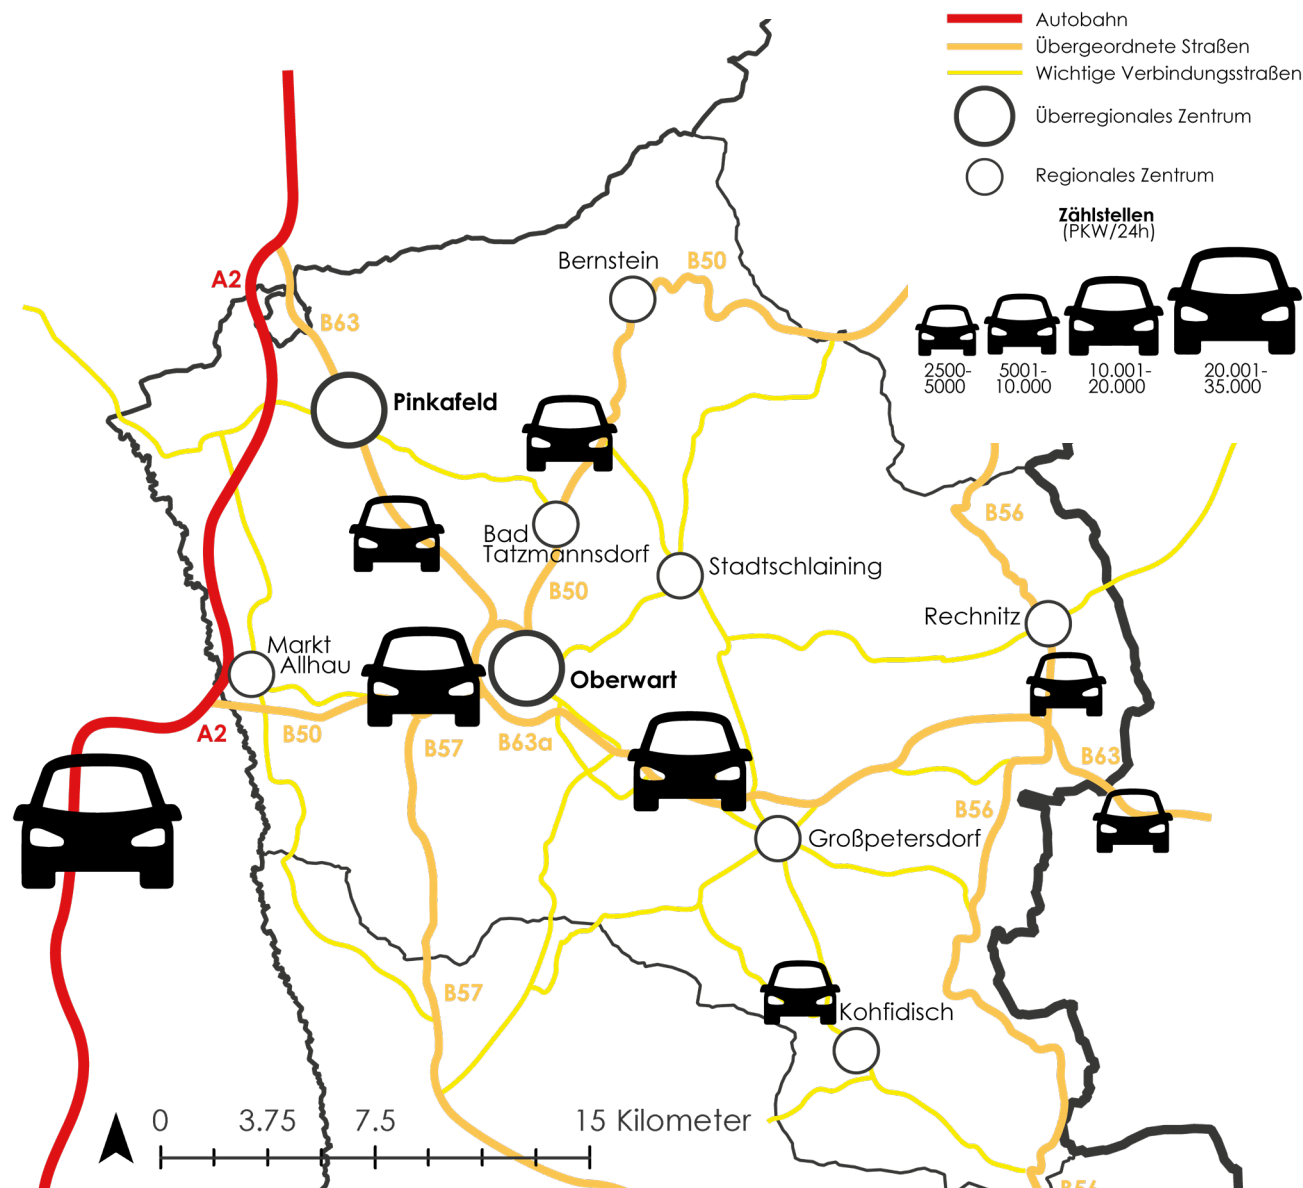 Autobahn
Übergeordnete Straßen
Wichtige Verbindungsstraßen
Überregionales Zentrum
Regionales Zentrum
Zählstellen
(PKW/24h)
2500-
5000
5001-
10.000
10.001-
20.000
20.001-
35.000
Bernstein
B50
A2
B63
Pinkafeld
B56
Bad
Tatzmannsdorf
Stadtschlaining
B50
Rechnitz
Markt
Allhau
Oberwart
A2
B50
B57
B63a
B63
B56
Großpetersdorf
B57
Kohfidisch
0
3.75
7.5
15 Kilometer
B56